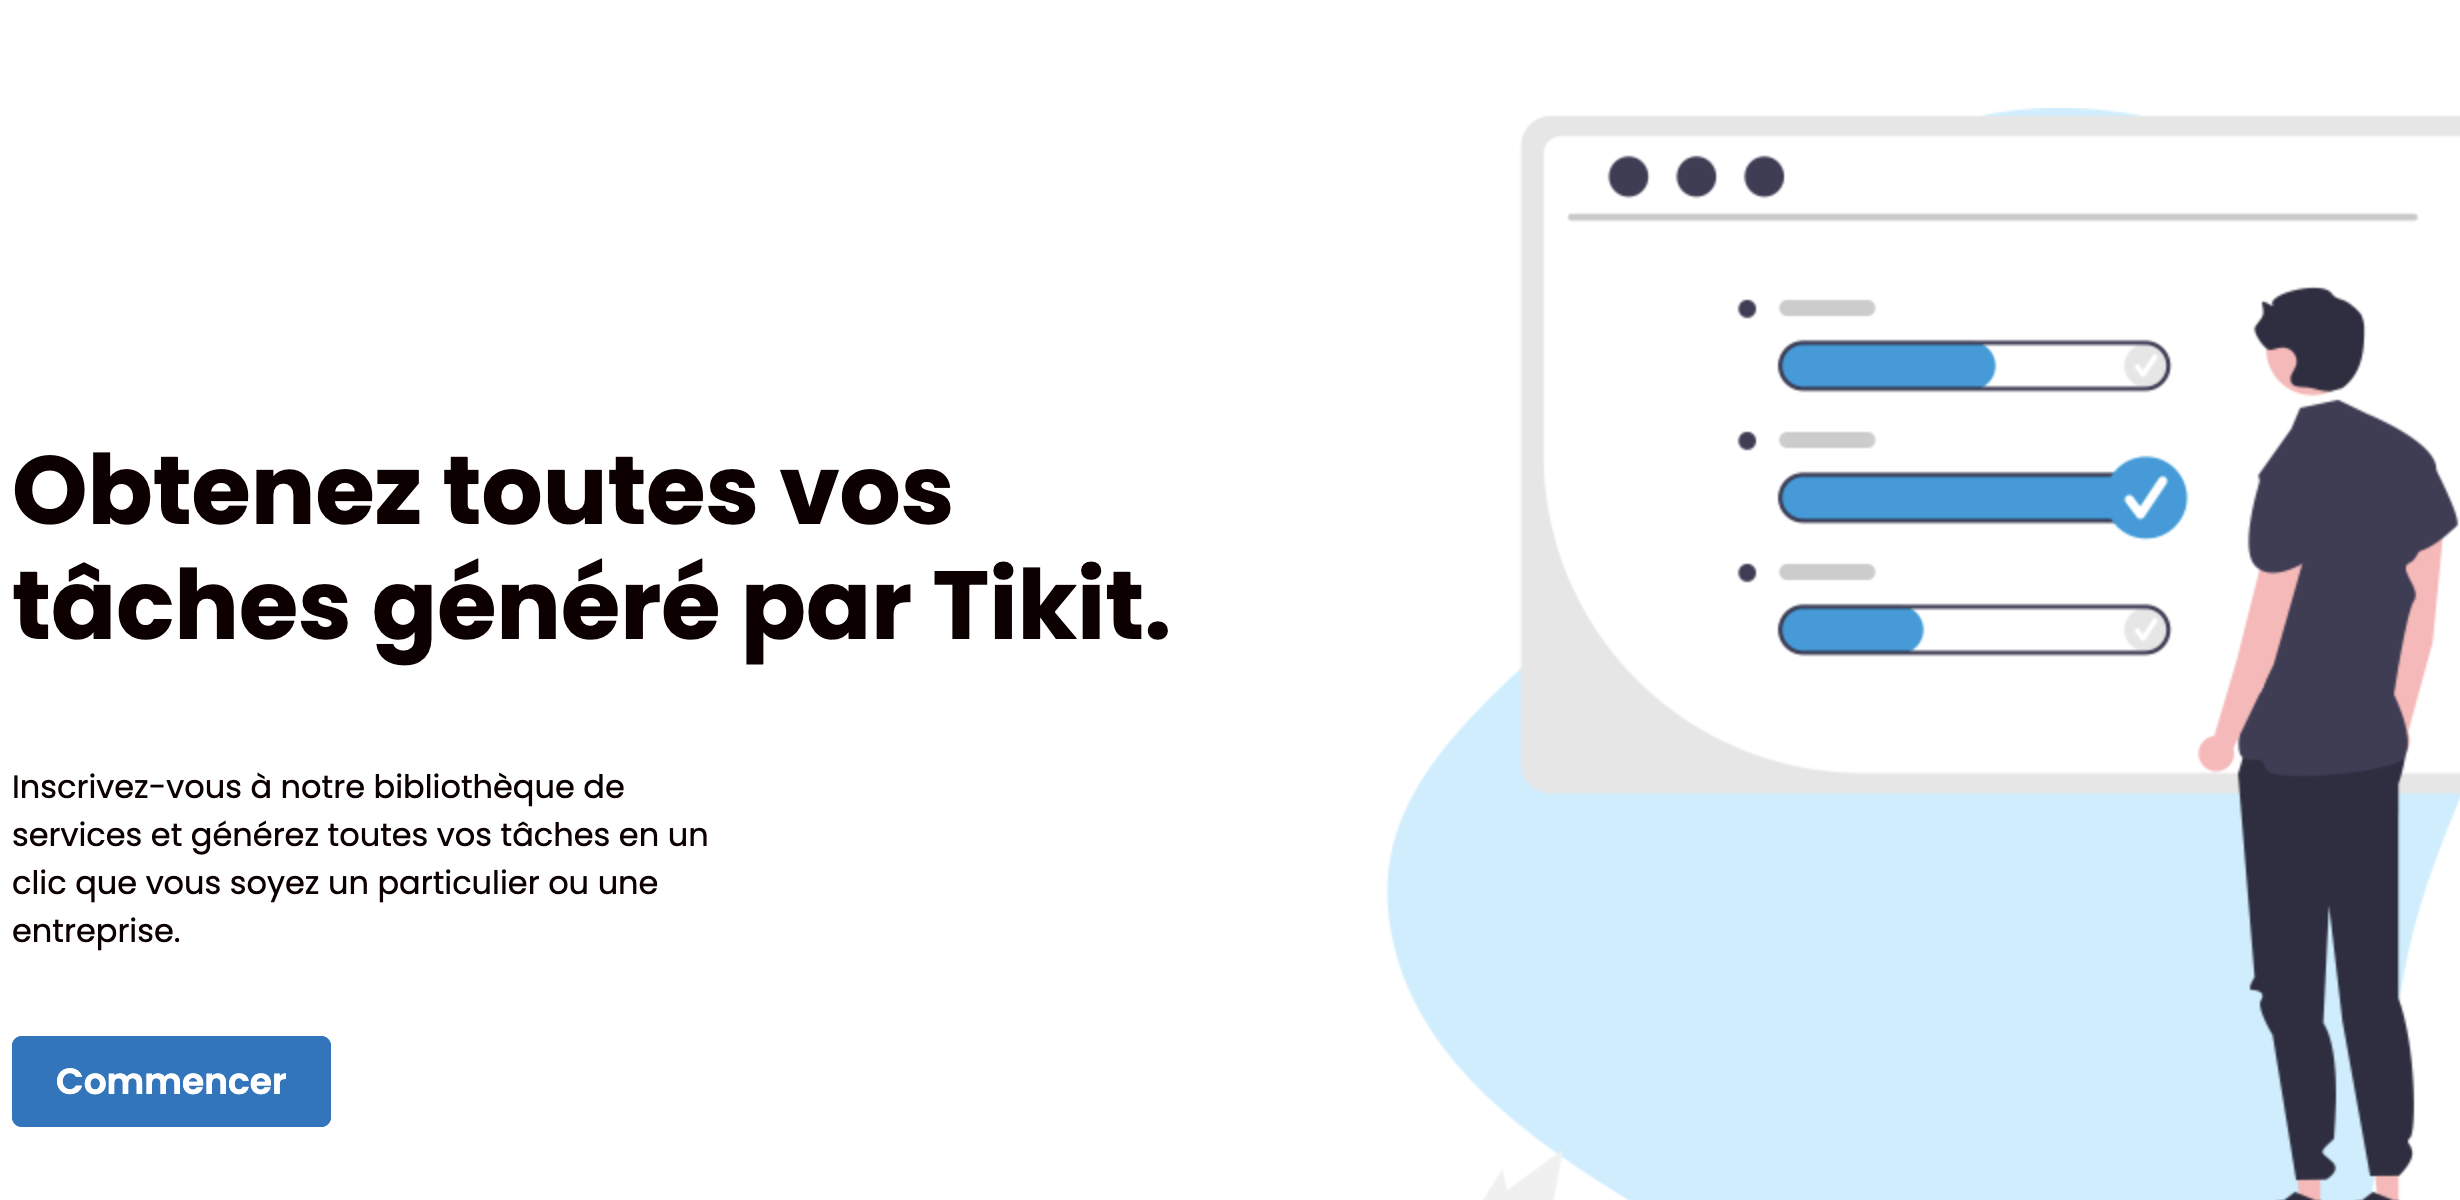 Obtenez toutes vos
tâches généré par Tikit.
Inscrivez-vous à notre bibliothèque de
services et générez toutes vos tâches en un
clic que vous soyez un particulier ou une
entreprise.
Commencer